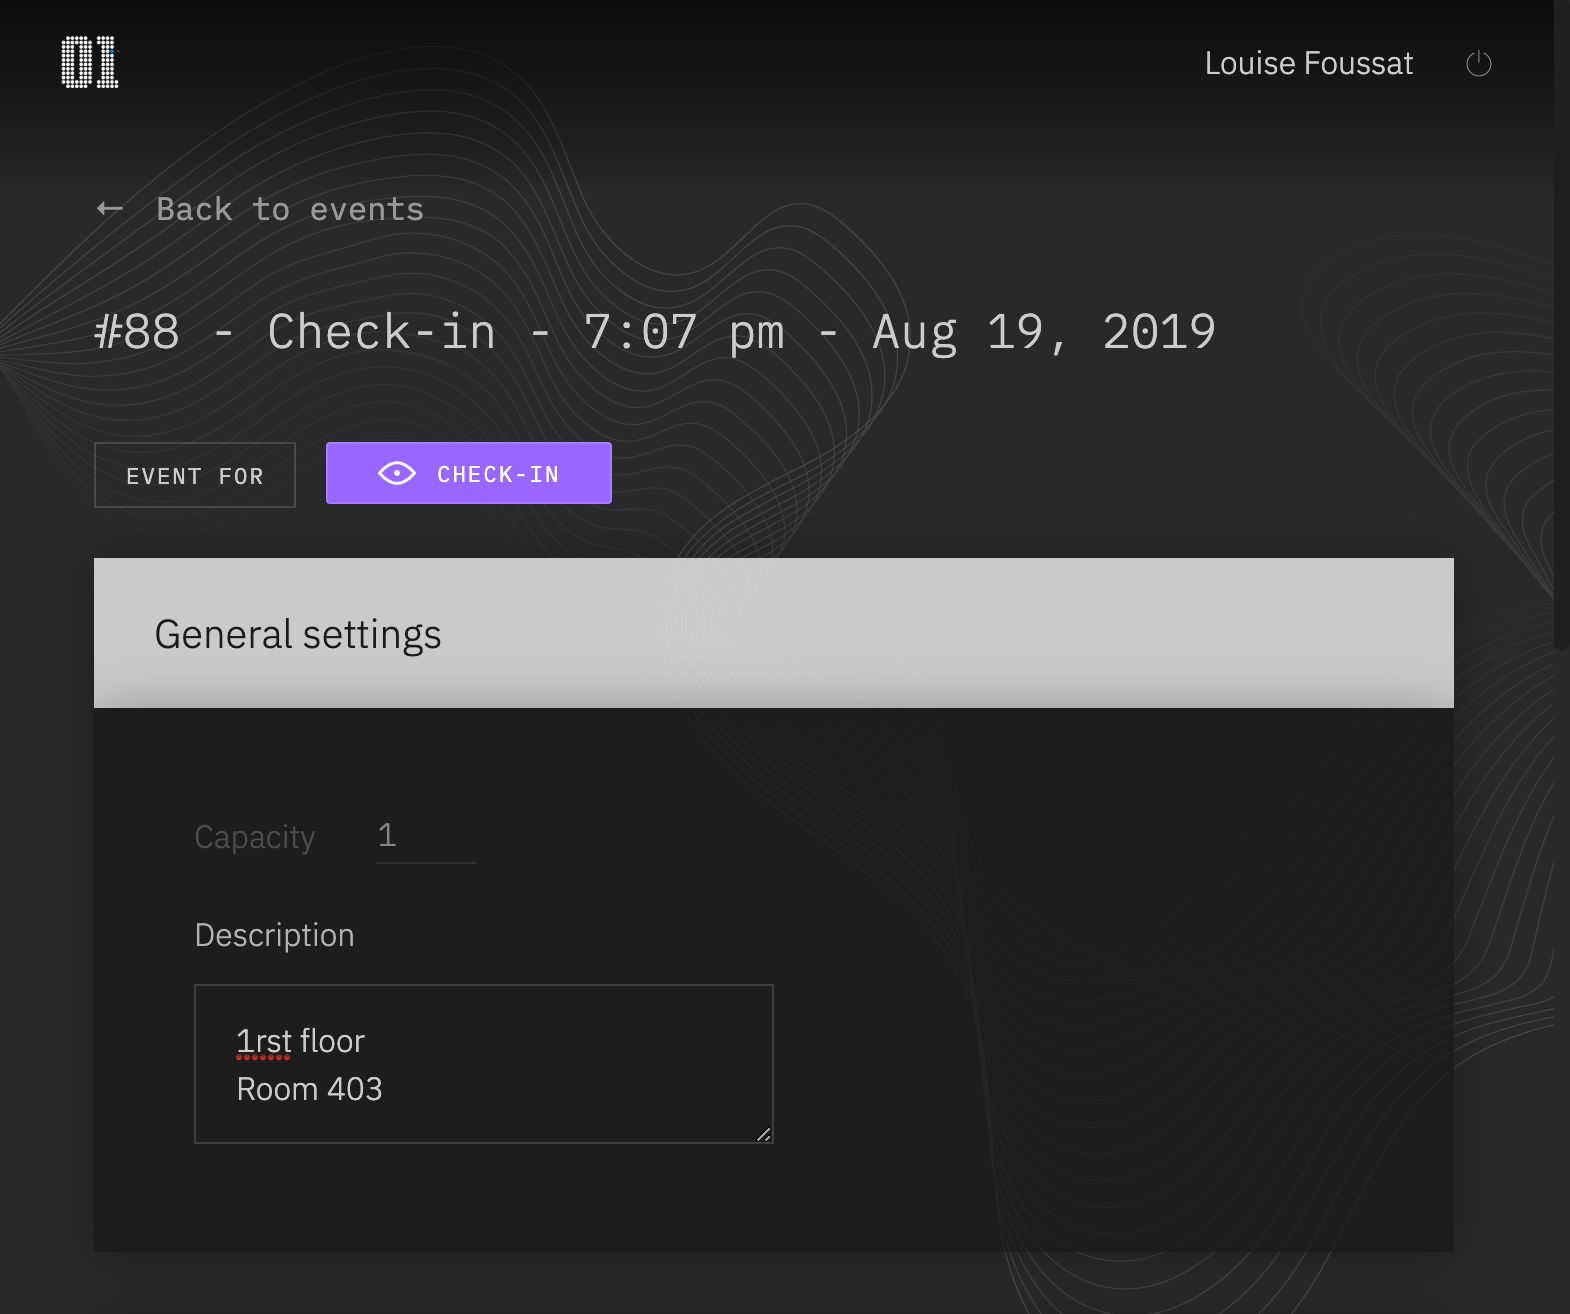 01
Louise Foussat
← Back to events
#88 - Check-in - 7:07 pm - Aug 19, 2019
EVENT FOR
CHECK-IN
General settings
Capacity 1
Description
1rst floor
Room 403